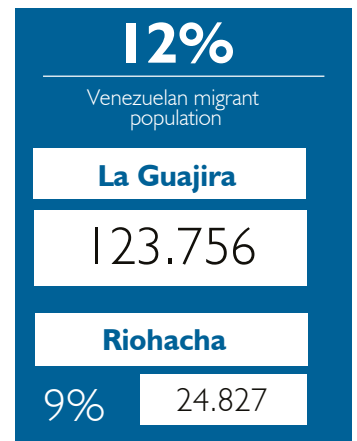 12%
Venezuelan migrant
population
La Guajira
123.756
Riohacha
9% 24.827